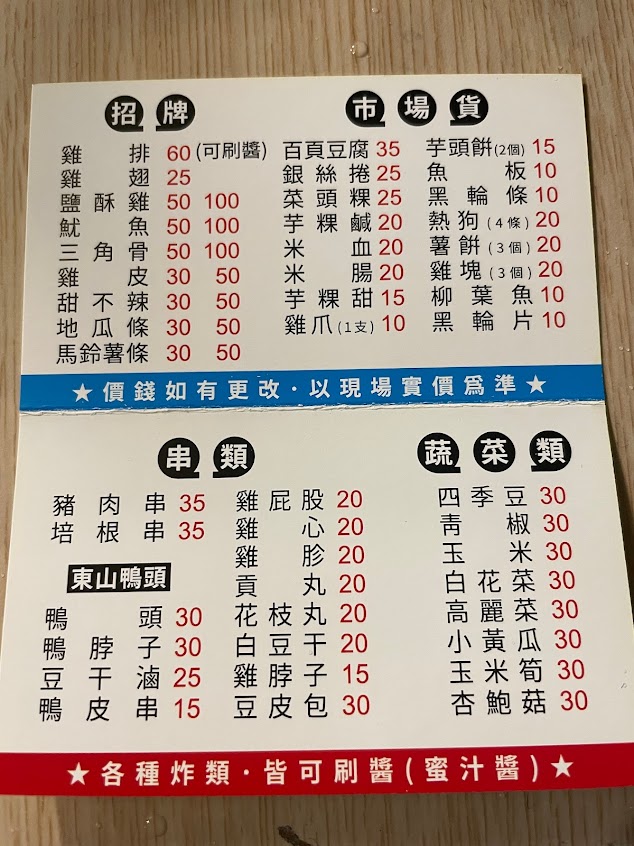 招牌
雞排 60 (可刷醬)
雞翅 25
鹽酥雞 50 100
魷魚 50 100
三角骨 50 100
雞皮 30 50
甜不辣 30 50
地瓜條 30 50
馬鈴薯條 30 50
市場貨
百頁豆腐 35
銀絲捲 25
菜頭粿 25
芋粿鹹 20
米血 20
米腸 20
芋粿甜 15
雞爪(1支) 10
芋頭餅(2個) 15
魚板 10
黑輪條 10
熱狗(4條) 20
薯餅(3個) 20
雞塊(3個) 20
柳葉魚 10
黑輪片 10
★價錢如有更改·以現場實價為準★
串類
豬肉串 35
培根串 35
東山鴨頭
鴨頭 30
鴨脖子 30
豆干滷 25
鴨皮串 15
雞屁股 20
雞心 20
雞胗 20
貢丸 20
花枝丸 20
白豆干 20
雞脖子 15
豆皮包 30
蔬菜類
四季豆 30
青椒 30
玉米 30
白花菜 30
高麗菜 30
小黃瓜 30
玉米筍 30
杏鮑菇 30
★各種炸類·皆可刷醬(蜜汁醬)★